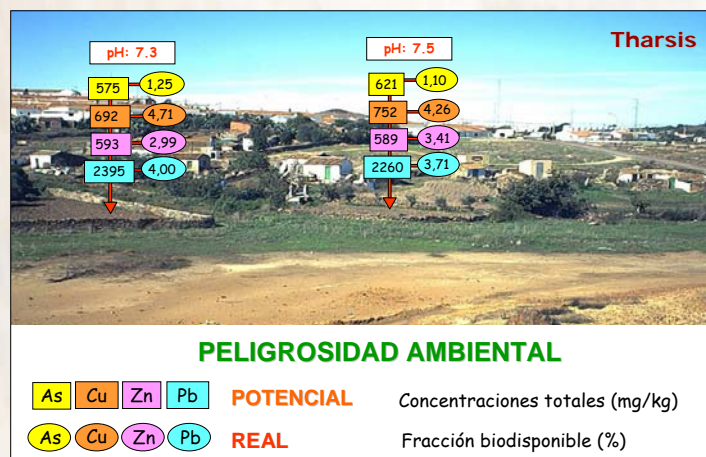 Tharsis
pH: 7.3
575 1,25
692 4,71
593 2,99
2395 4,00
pH: 7.5
621 1,10
752 4,26
589 3,41
2260 3,71
PELIGROSIDAD AMBIENTAL
As Cu Zn Pb POTENCIAL Concentraciones totales (mg/kg)
As Cu Zn Pb REAL Fracción biodisponible (%)